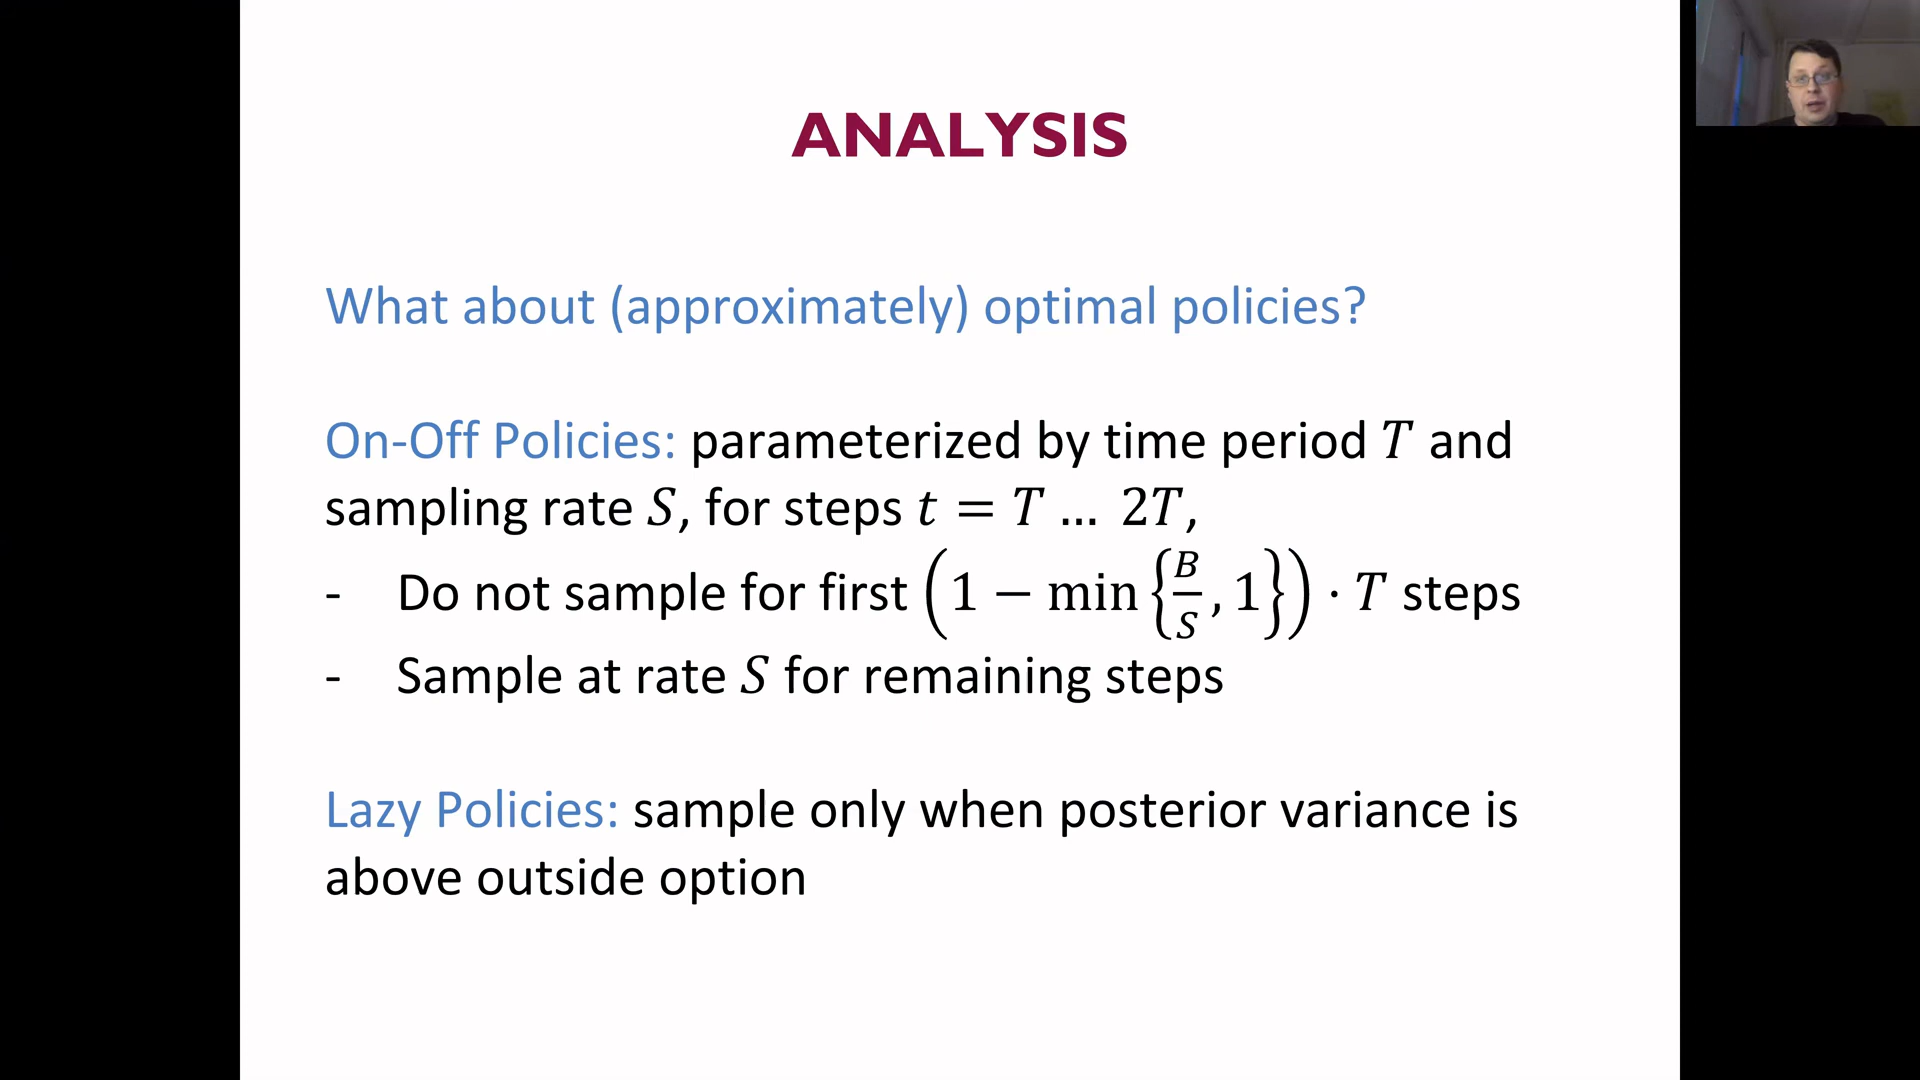 ANALYSIS
What about (approximately) optimal policies?
On-Off Policies: parameterized by time period T and
sampling rate S, for steps t = T … 2T,
- Do not sample for first (1 − min{B/S, 1}) · T steps
- Sample at rate S for remaining steps
Lazy Policies: sample only when posterior variance is
above outside option